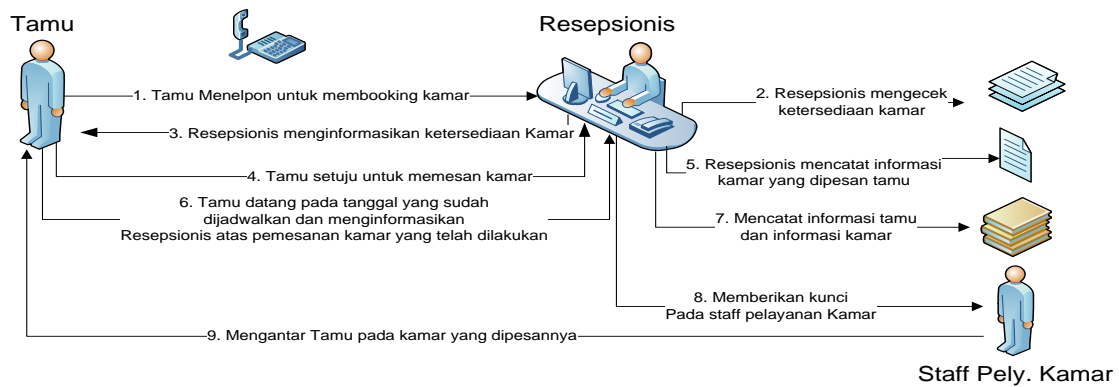 Tamu
Resepsionis
1. Tamu Menelpon untuk membooking kamar
2. Resepsionis mengecek
ketersediaan kamar
3. Resepsionis menginformasikan ketersediaan Kamar
4. Tamu setuju untuk memesan kamar
5. Resepsionis mencatat informasi
kamar yang dipesan tamu
6. Tamu datang pada tanggal yang sudah
dijadwalkan dan menginformasikan
Resepsionis atas pemesanan kamar yang telah dilakukan
7. Mencatat informasi tamu
dan informasi kamar
8. Memberikan kunci
Pada staff pelayanan Kamar
9. Mengantar Tamu pada kamar yang dipesannya
Staff Pely. Kamar